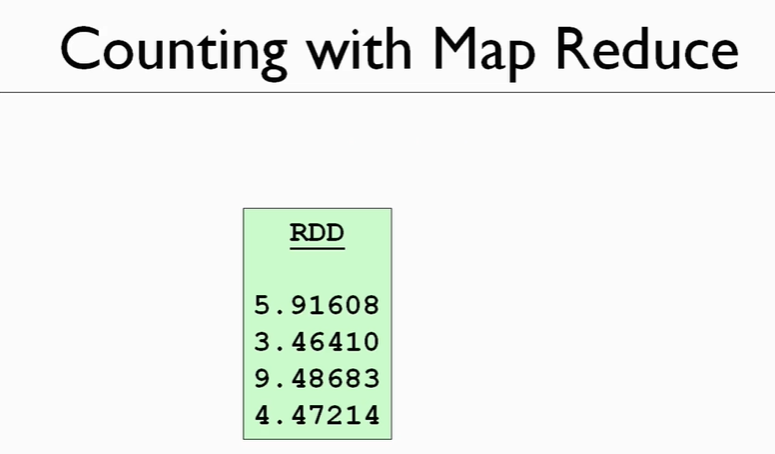 Counting with Map Reduce
RDD
5.91608
3.46410
9.48683
4.47214